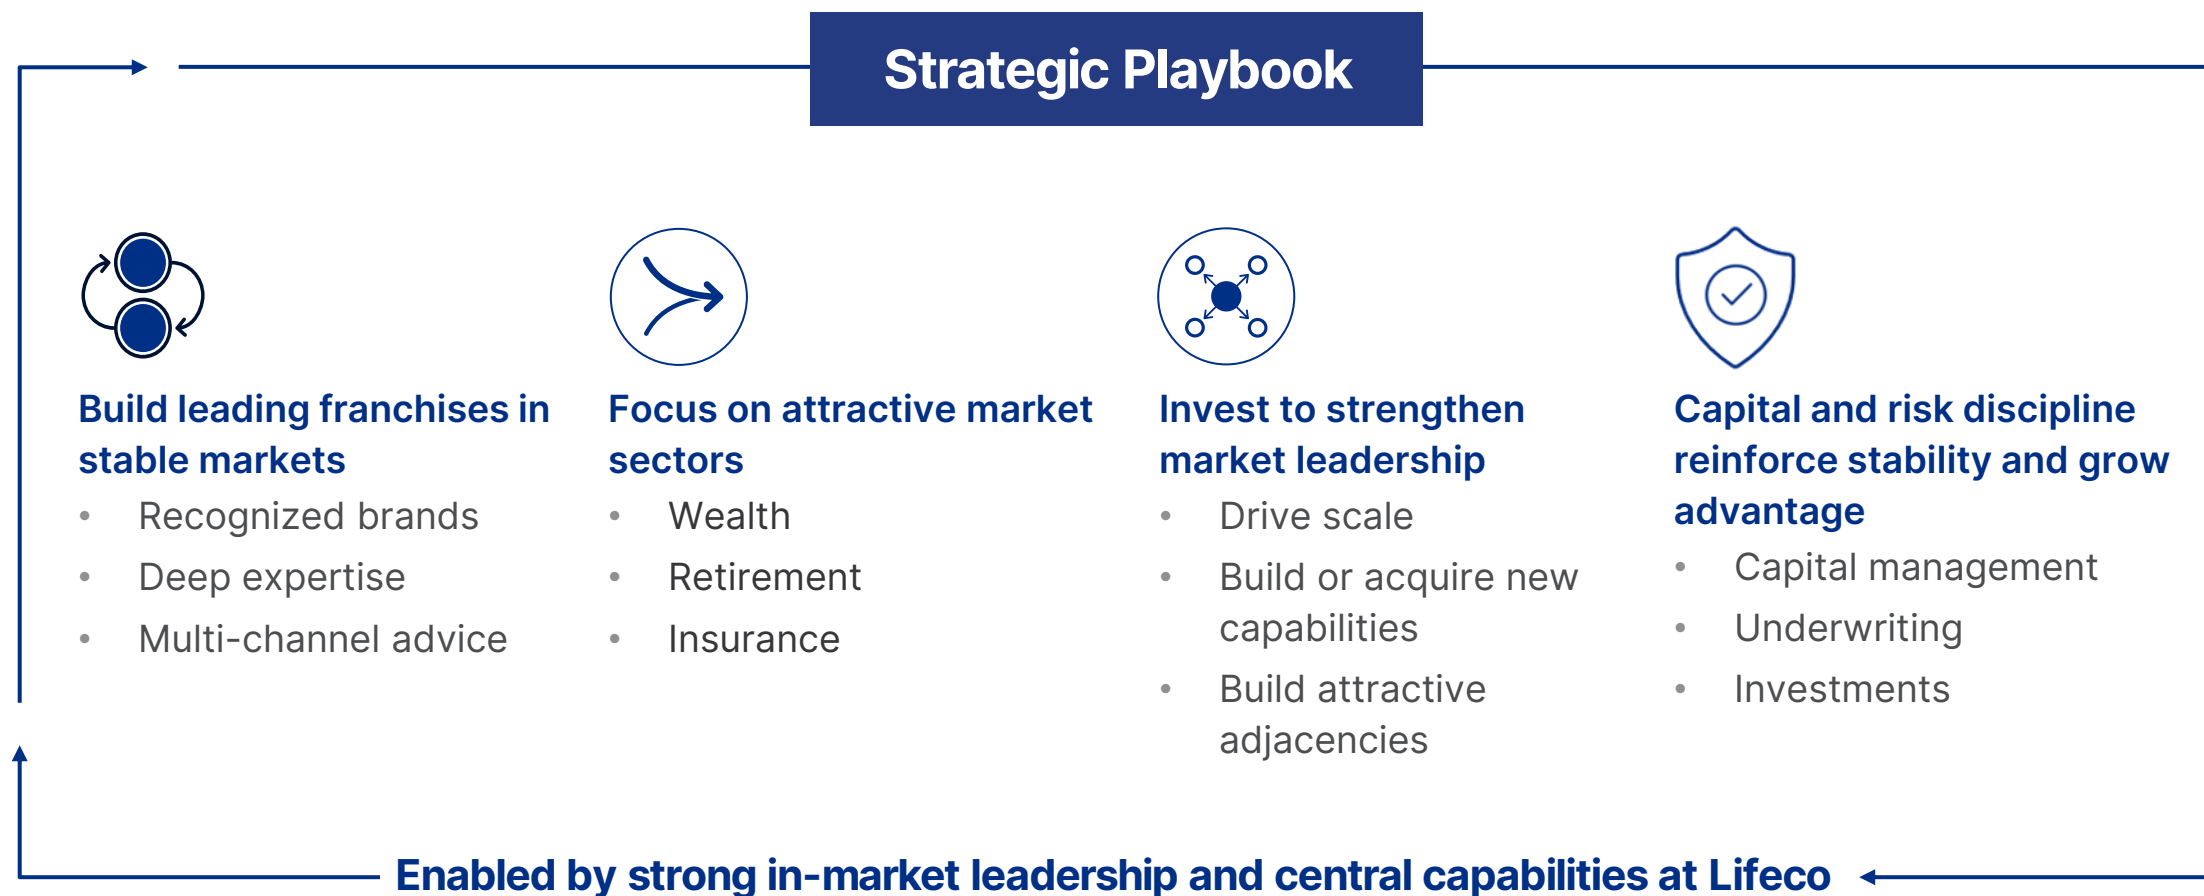 Strategic Playbook
Build leading franchises in
stable markets
• Recognized brands
• Deep expertise
• Multi-channel advice
Focus on attractive market
sectors
• Wealth
• Retirement
• Insurance
Invest to strengthen
market leadership
• Drive scale
• Build or acquire new
capabilities
• Build attractive
adjacencies
Capital and risk discipline
reinforce stability and grow
advantage
• Capital management
• Underwriting
• Investments
Enabled by strong in-market leadership and central capabilities at Lifeco